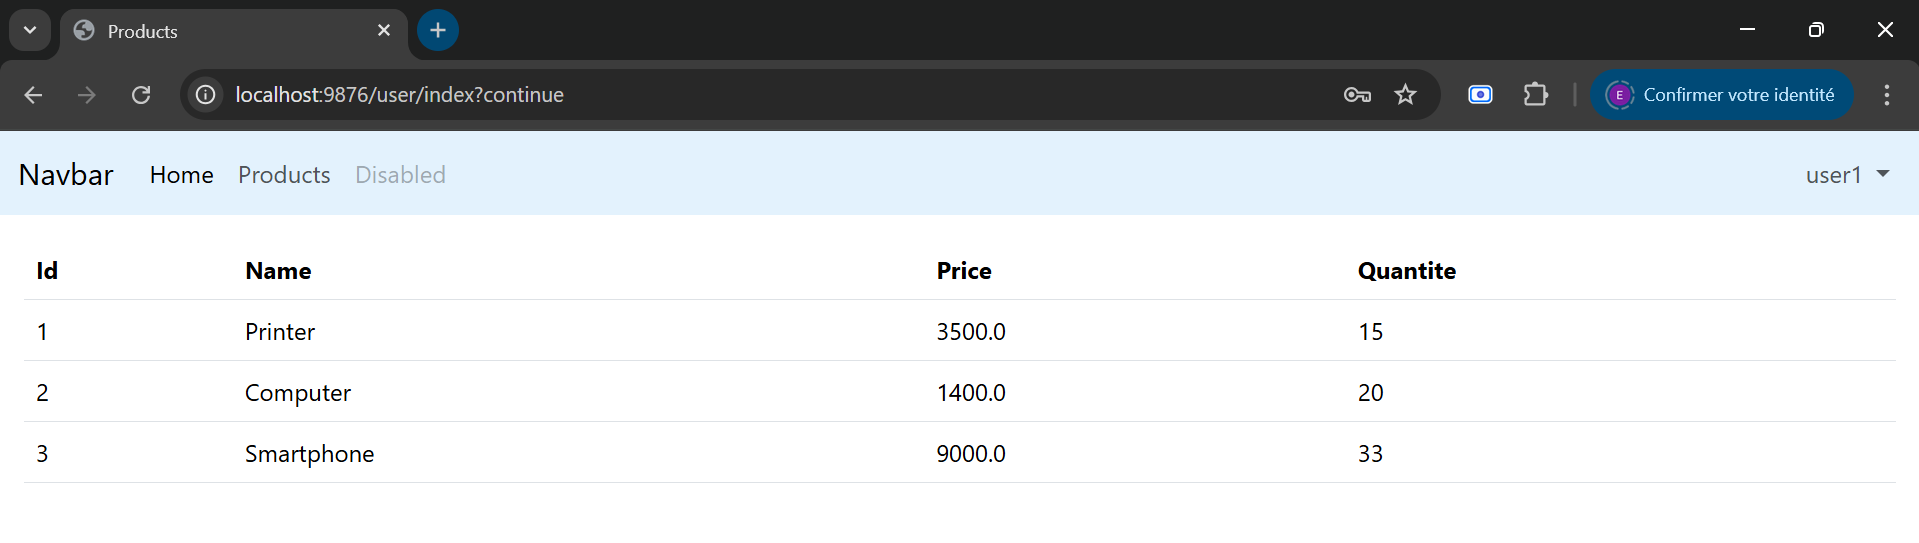 Products
localhost:9876/user/index?continue
E Confirmer votre identité
Navbar Home Products Disabled user1
Id Name Price Quantite
1 Printer 3500.0 15
2 Computer 1400.0 20
3 Smartphone 9000.0 33